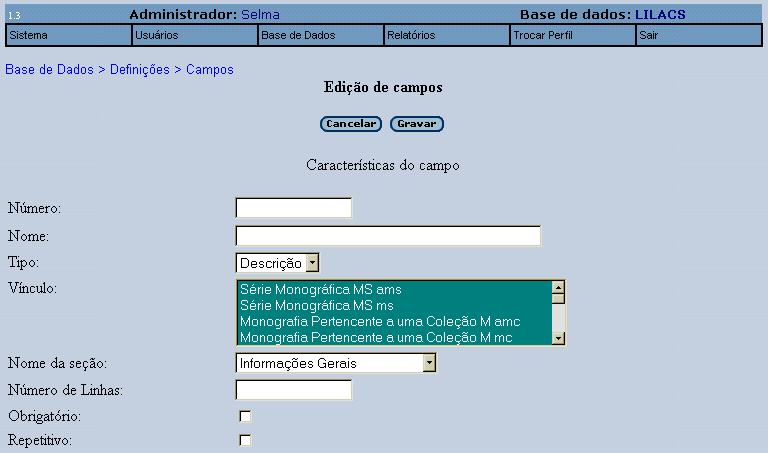 1.3 Administrador: Selma Base de dados: LILACS
Sistema Usuários Base de Dados Relatórios Trocar Perfil Sair
Base de Dados > Definições > Campos
Edição de campos
Cancelar Gravar
Características do campo
Número:
Nome:
Tipo: Descrição
Vínculo: Série Monográfica MS ams
Série Monográfica MS ms
Monografia Pertencente a uma Coleção M amc
Monografia Pertencente a uma Coleção M mc
Nome da seção: Informações Gerais
Número de Linhas:
Obrigatório:
Repetitivo: